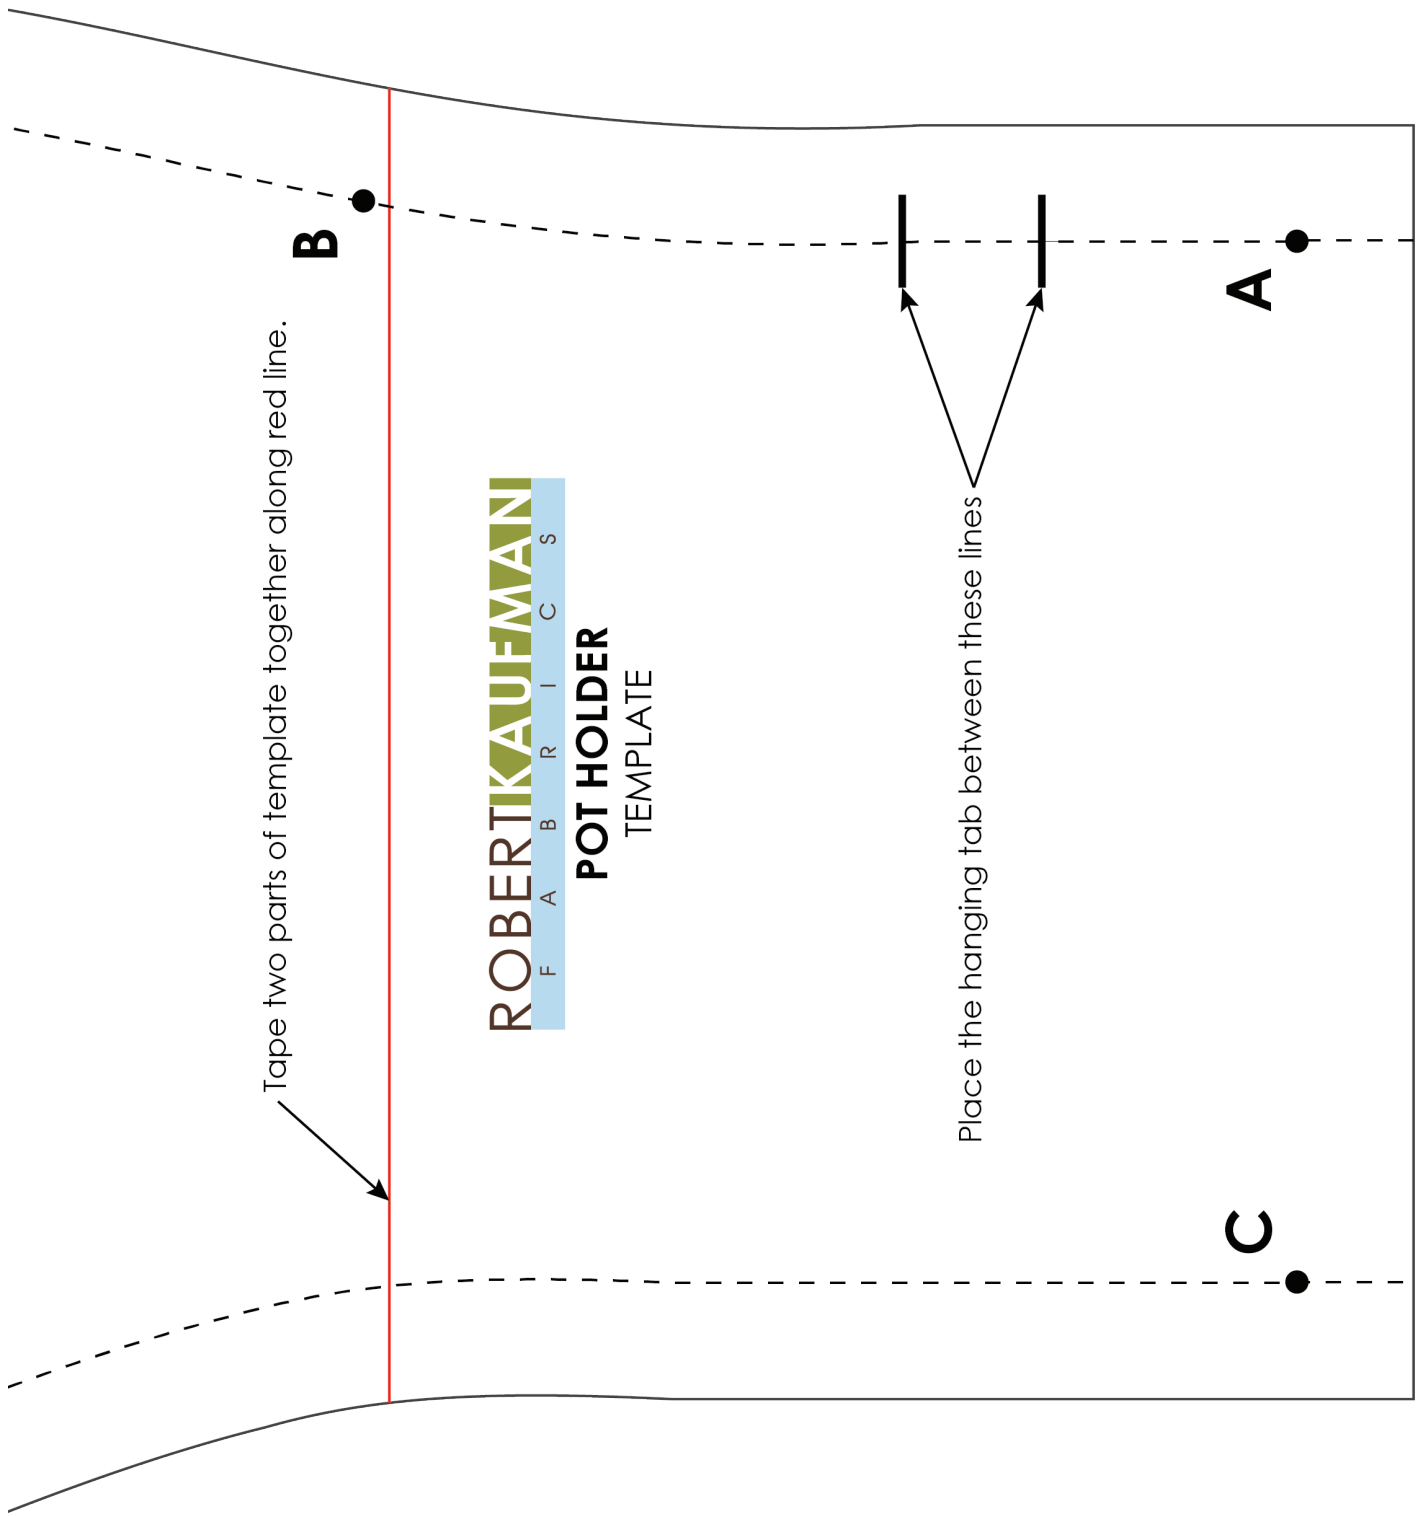 B
Tape two parts of template together along red line.
ROBERTKAUFMAN
FABRICS
POT HOLDER
TEMPLATE
Place the hanging tab between these lines
A
C